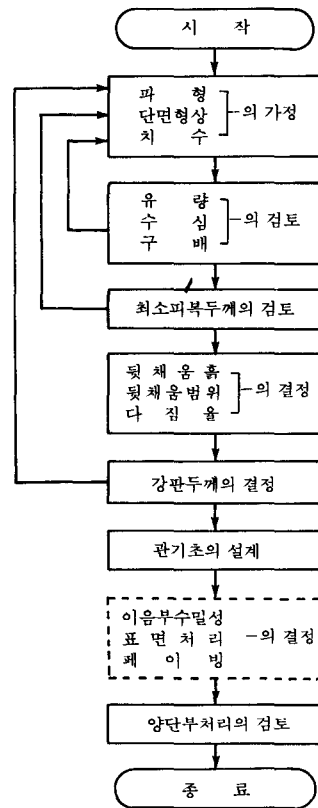 시 작
파 형
단면형상 의 가정
치 수
유 량
수 심 의 검토
구 배
최소피복두께의 검토
뒷채움흙
뒷채움범위 의 결정
다 짐 율
강판두께의 결정
관기초의 설계
이음부수밀성
표면처리 의 결정
페 이 빙
양단부처리의 검토
종 료